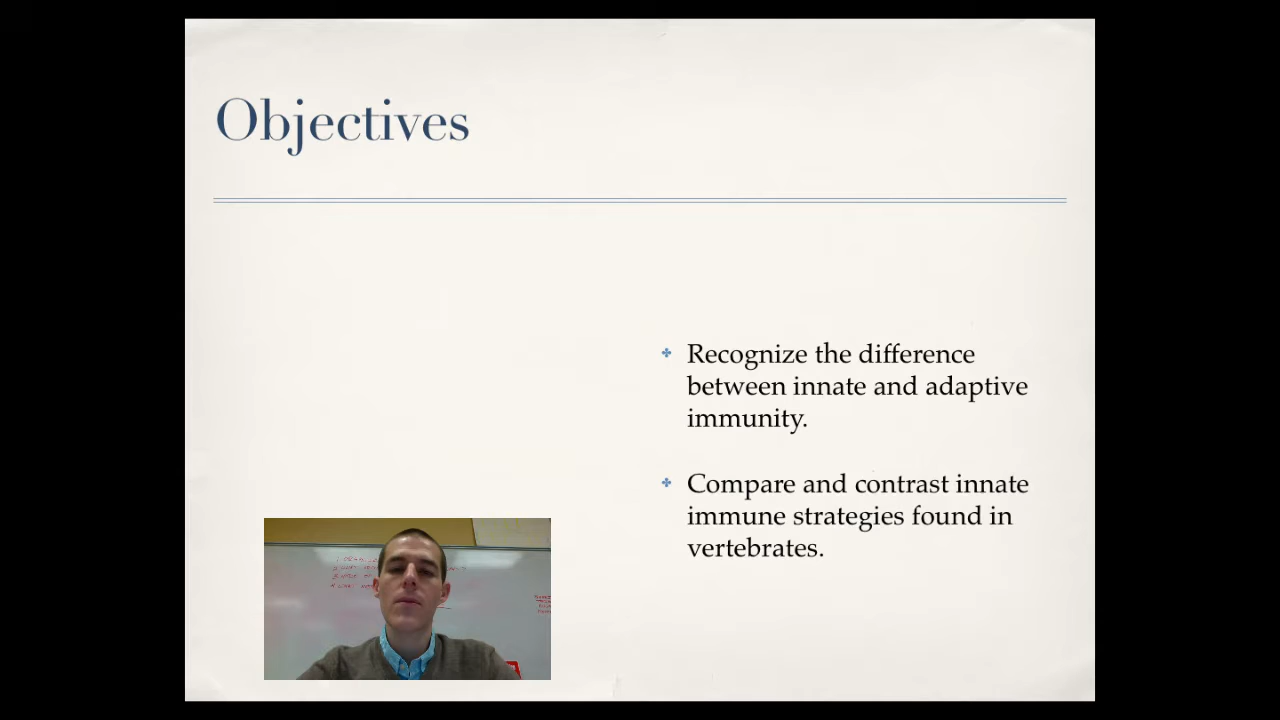 Objectives
Recognize the difference
between innate and adaptive
immunity.
Compare and contrast innate
immune strategies found in
vertebrates.